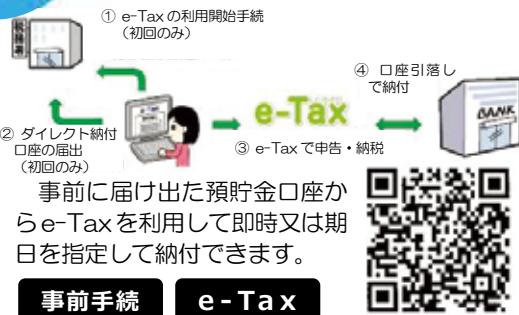 ① e-Taxの利用開始手続
（初回のみ）
税務署
④ 口座引落し
で納付
e-Tax
BANK
② ダイレクト納付
口座の届出
（初回のみ）
③ e-Taxで申告・納税
事前に届け出た預貯金口座か
らe-Taxを利用して即時又は期
日を指定して納付できます。
事前手続
e-Tax